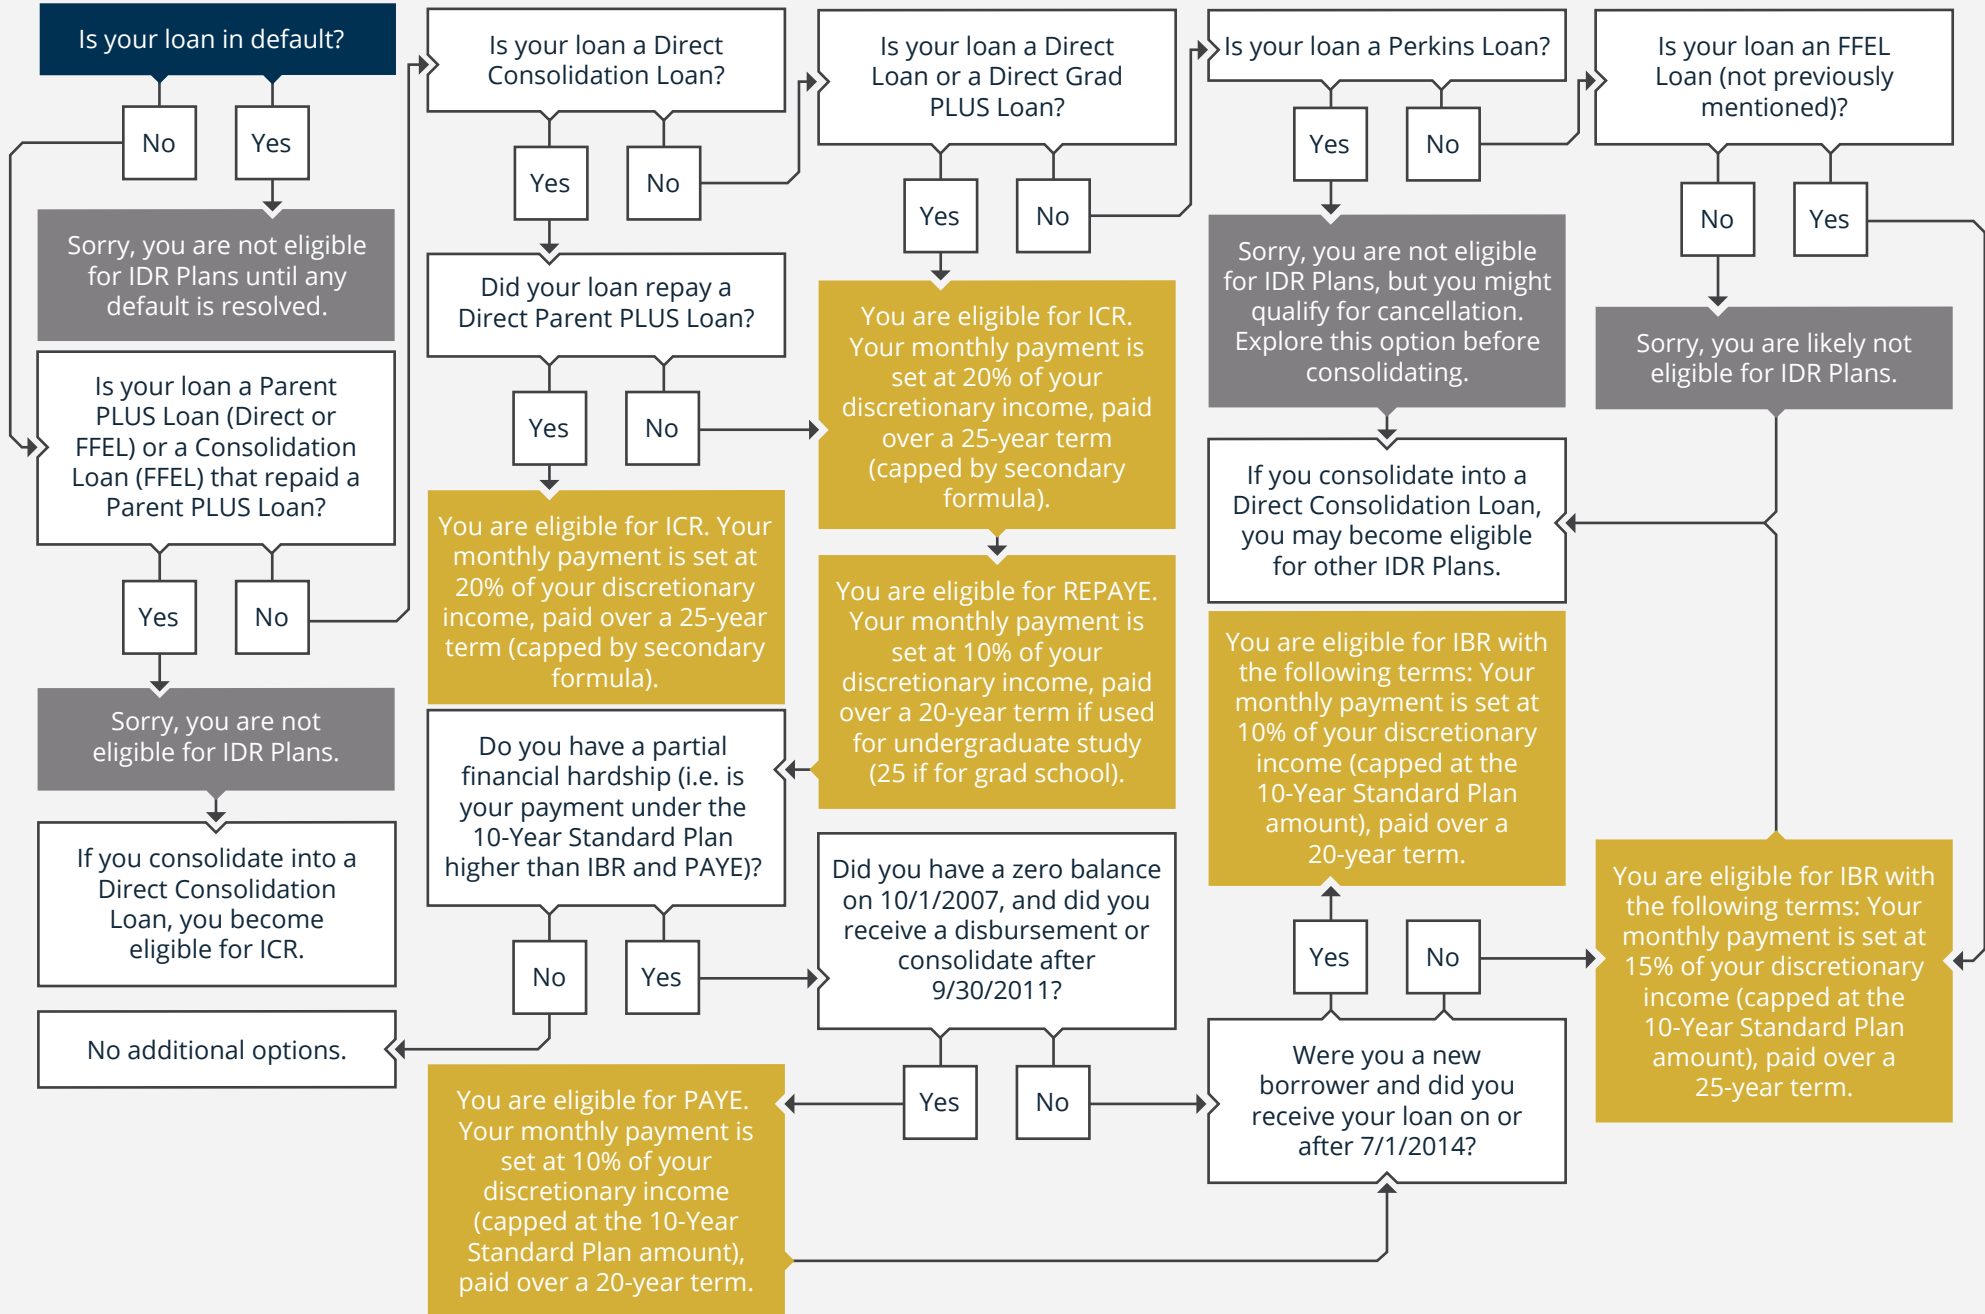 Is your loan in default?
No
Yes
Sorry, you are not eligible
for IDR Plans until any
default is resolved.
Is your loan a Parent
PLUS Loan (Direct or
FFEL) or a Consolidation
Loan (FFEL) that repaid a
Parent PLUS Loan?
Yes
No
Sorry, you are not
eligible for IDR Plans.
If you consolidate into a
Direct Consolidation
Loan, you become
eligible for ICR.
No additional options.
Is your loan a Direct
Consolidation Loan?
Yes
No
Did your loan repay a
Direct Parent PLUS Loan?
Yes
No
You are eligible for ICR. Your
monthly payment is set at
20% of your discretionary
income, paid over a 25-year
term (capped by secondary
formula).
Do you have a partial
financial hardship (i.e. is
your payment under the
10-Year Standard Plan
higher than IBR and PAYE)?
No
Yes
You are eligible for PAYE.
Your monthly payment is
set at 10% of your
discretionary income
(capped at the 10-Year
Standard Plan amount),
paid over a 20-year term.
Is your loan a Direct
Loan or a Direct Grad
PLUS Loan?
Yes
No
You are eligible for ICR.
Your monthly payment is
set at 20% of your
discretionary income, paid
over a 25-year term
(capped by secondary
formula).
You are eligible for REPAYE.
Your monthly payment is
set at 10% of your
discretionary income, paid
over a 20-year term if used
for undergraduate study
(25 if for grad school).
Did you have a zero balance
on 10/1/2007, and did you
receive a disbursement or
consolidate after
9/30/2011?
Yes
No
Is your loan a Perkins Loan?
Yes
No
Sorry, you are not eligible
for IDR Plans, but you might
qualify for cancellation.
Explore this option before
consolidating.
If you consolidate into a
Direct Consolidation Loan,
you may become eligible
for other IDR Plans.
You are eligible for IBR with
the following terms: Your
monthly payment is set at
10% of your discretionary
income (capped at the
10-Year Standard Plan
amount), paid over a
20-year term.
Yes
No
Were you a new
borrower and did you
receive your loan on or
after 7/1/2014?
Is your loan an FFEL
Loan (not previously
mentioned)?
No
Yes
Sorry, you are likely not
eligible for IDR Plans.
You are eligible for IBR with
the following terms: Your
monthly payment is set at
15% of your discretionary
income (capped at the
10-Year Standard Plan
amount), paid over a
25-year term.